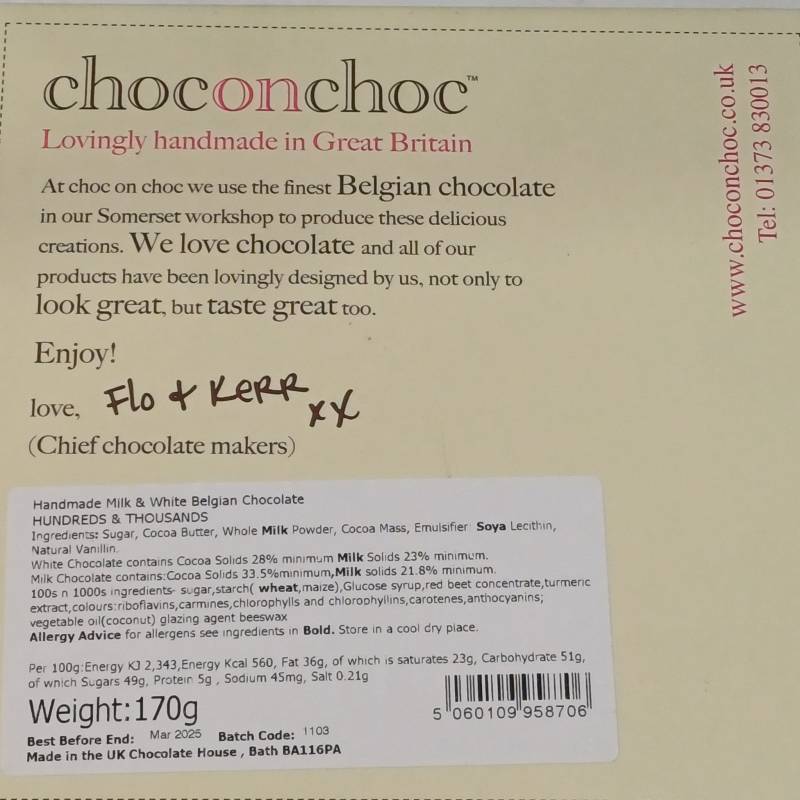 choconchoc™
Lovingly handmade in Great Britain
At choc on choc we use the finest Belgian chocolate
in our Somerset workshop to produce these delicious
creations. We love chocolate and all of our
products have been lovingly designed by us, not only to
look great, but taste great too.
Enjoy!
love, Flo & Kerr xx
(Chief chocolate makers)
www.choconchoc.co.uk
Tel: 01373 830013
Handmade Milk & White Belgian Chocolate
HUNDREDS & THOUSANDS
Ingredients: Sugar, Cocoa Butter, Whole Milk Powder, Cocoa Mass, Emulsifier: Soya Lecithin,
Natural Vanillin.
White Chocolate contains Cocoa Solids 28% minimum Milk Solids 23% minimum.
Milk Chocolate contains:Cocoa Solids 33.5%minimum,Milk solids 21.8% minimum.
100s n 1000s ingredients- sugar,starch( wheat,maize),Glucose syrup,red beet concentrate,turmeric
extract,colours:riboflavins,carmines,chlorophylls and chlorophyllins,carotenes,anthocyanins;
vegetable oil(coconut) glazing agent beeswax
Allergy Advice for allergens see ingredients in Bold. Store in a cool dry place.
Per 100g:Energy KJ 2,343,Energy Kcal 560, Fat 36g, of which is saturates 23g, Carbohydrate 51g,
of which Sugars 49g, Protein 5g , Sodium 45mg, Salt 0.21g
Weight:170g
5 060109 958706
Best Before End: Mar 2025 Batch Code: 1103
Made in the UK Chocolate House , Bath BA116PA